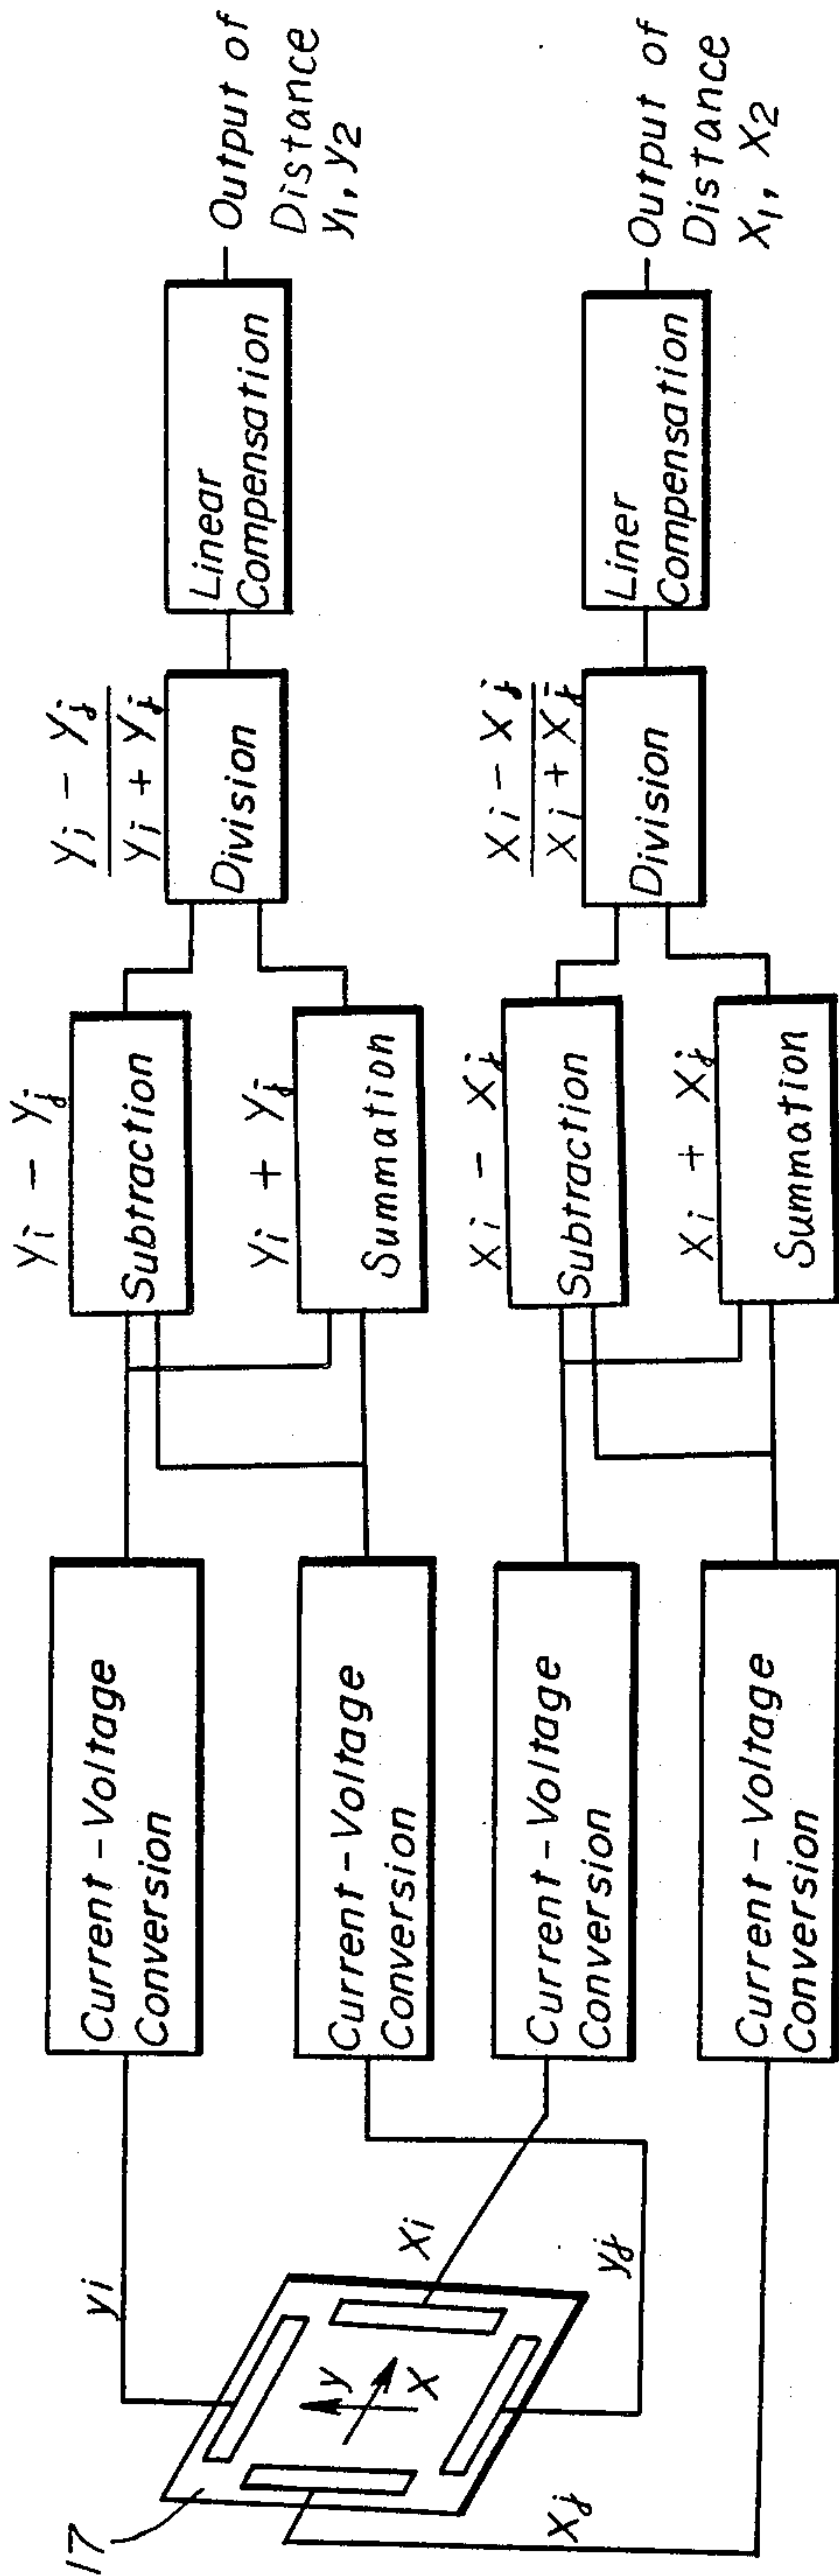 17
yi
Xi
yj
Xj
y
X
Current-Voltage
Conversion
Current-Voltage
Conversion
Current-Voltage
Conversion
Current-Voltage
Conversion
Yi - Yj
Subtraction
Yi + Yj
Summation
Xi - Xj
Subtraction
Xi + Xj
Summation
Yi - Yj
Yi + Yj
Division
Xi - Xj
Xi + Xj
Division
Linear
Compensation
Liner
Compensation
Output of
Distance
y1, y2
Output of
Distance
X1, X2